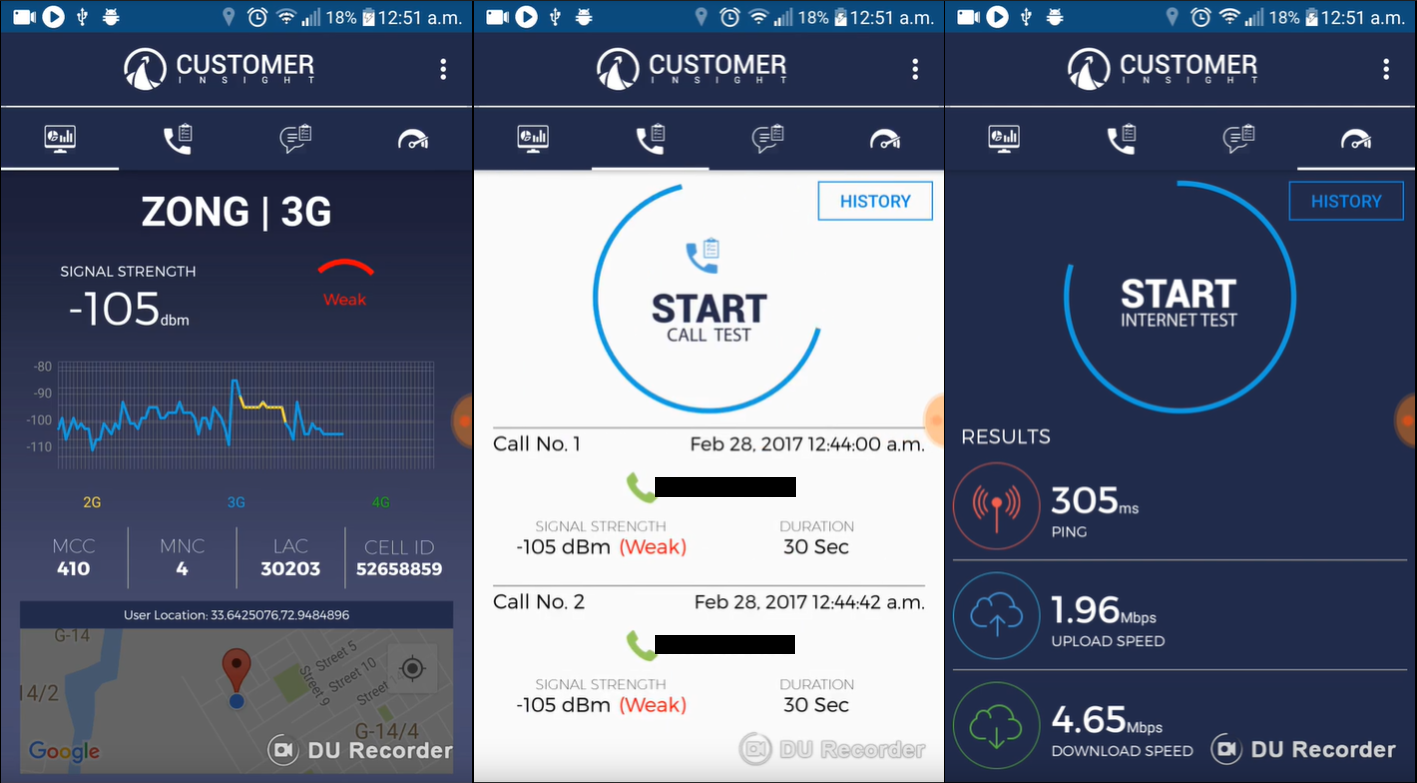 18% 12:51 a.m.
CUSTOMER
INSIGHT
ZONG | 3G
SIGNAL STRENGTH
-105dbm
Weak
-80
-90
-100
-110
2G 3G 4G
MCC MNC LAC CELL ID
410 4 30203 52658859
User Location: 33.6425076,72.9484896
G-14
14/2
Street 5
Street 10
Street 9
Street
G-14/4
Google
DU Recorder
18% 12:51 a.m.
CUSTOMER
INSIGHT
HISTORY
START
CALL TEST
Call No. 1 Feb 28, 2017 12:44:00 a.m.
SIGNAL STRENGTH DURATION
-105 dBm (Weak) 30 Sec
Call No. 2 Feb 28, 2017 12:44:42 a.m.
SIGNAL STRENGTH DURATION
-105 dBm (Weak) 30 Sec
DU Recorder
18% 12:51 a.m.
CUSTOMER
INSIGHT
HISTORY
START
INTERNET TEST
RESULTS
305ms
PING
1.96Mbps
UPLOAD SPEED
4.65Mbps
DOWNLOAD SPEED
DU Recorder